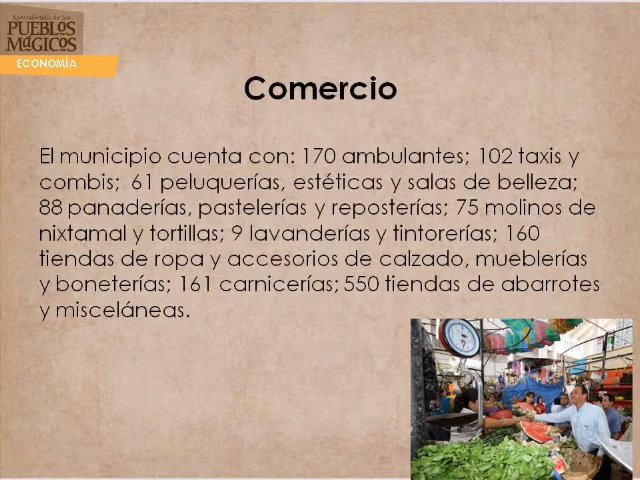 Aprendiendo de los
PUEBLOS
MáGICOS
ECONOMÍA
Comercio
El municipio cuenta con: 170 ambulantes; 102 taxis y
combis; 61 peluquerías, estéticas y salas de belleza;
88 panaderías, pastelerías y reposterías; 75 molinos de
nixtamal y tortillas; 9 lavanderías y tintorerías; 160
tiendas de ropa y accesorios de calzado, mueblerías
y boneterías; 161 carnicerías; 550 tiendas de abarrotes
y misceláneas.